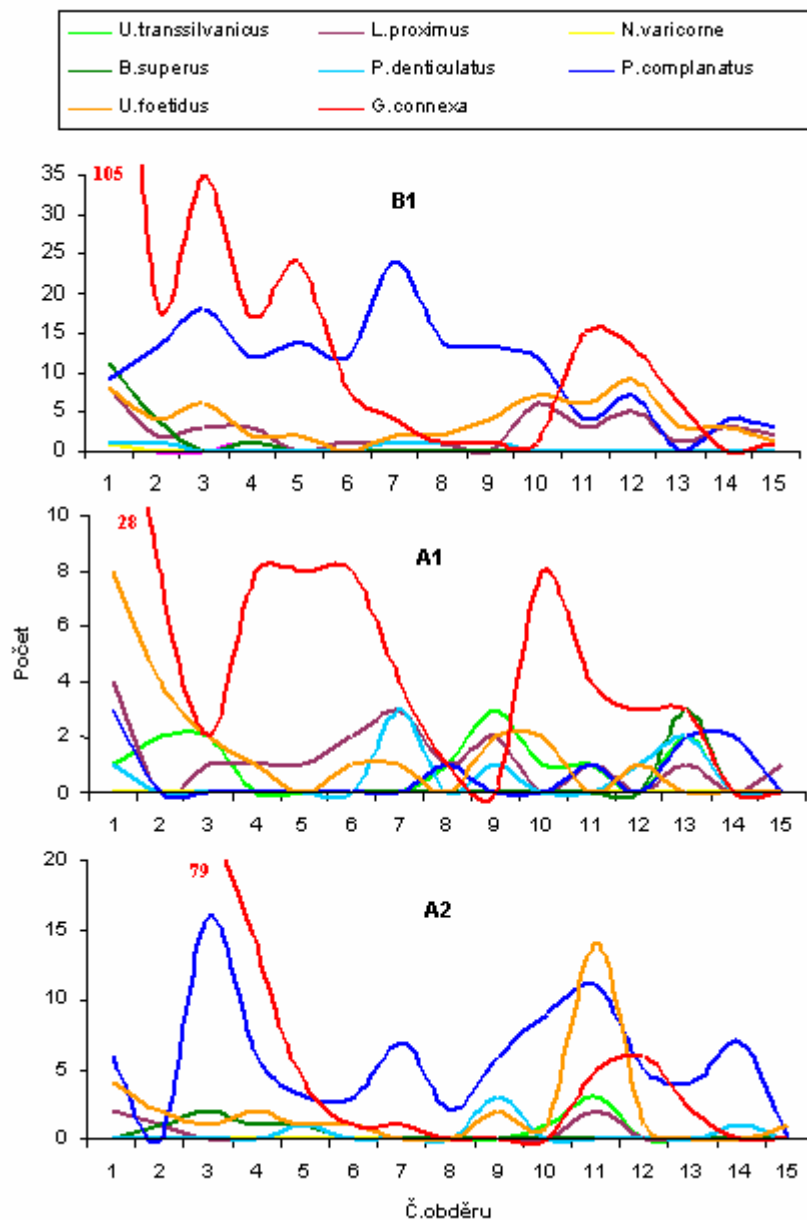 U.transsilvanicus L.proximus N.varicorne
B.superus P.denticulatus P.complanatus
U.foetidus G.connexa
105
B1
35
30
25
20
15
10
5
0
1 2 3 4 5 6 7 8 9 10 11 12 13 14 15
28
A1
Počet
10
8
6
4
2
0
1 2 3 4 5 6 7 8 9 10 11 12 13 14 15
79
A2
20
15
10
5
0
1 2 3 4 5 6 7 8 9 10 11 12 13 14 15
Č.obděru